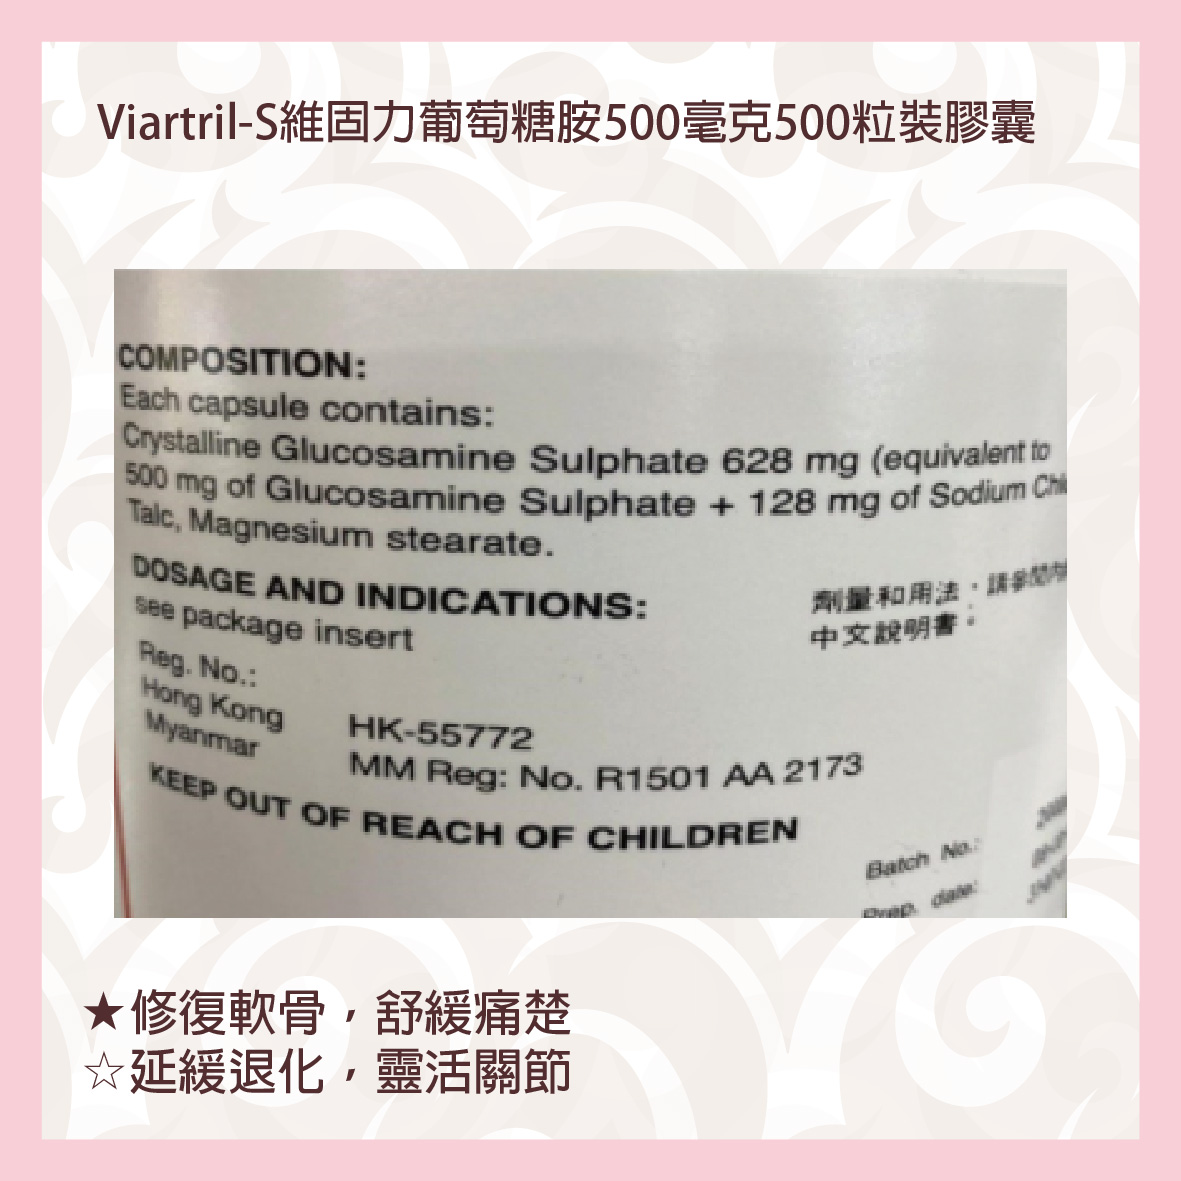 Viartril-S維固力葡萄糖胺500毫克500粒裝膠囊
COMPOSITION:
Each capsule contains:
Crystalline Glucosamine Sulphate 628 mg (equivalent to
500 mg of Glucosamine Sulphate + 128 mg of Sodium
Talc, Magnesium stearate.
DOSAGE AND INDICATIONS:
see package insert
劑量和用法：請參閱內
中文說明書。
Reg. No.:
Hong Kong HK-55772
Myanmar MM Reg: No. R1501 AA 2173
KEEP OUT OF REACH OF CHILDREN
Batch No.:
Prep. date:
★修復軟骨，舒緩痛楚
☆延緩退化，靈活關節